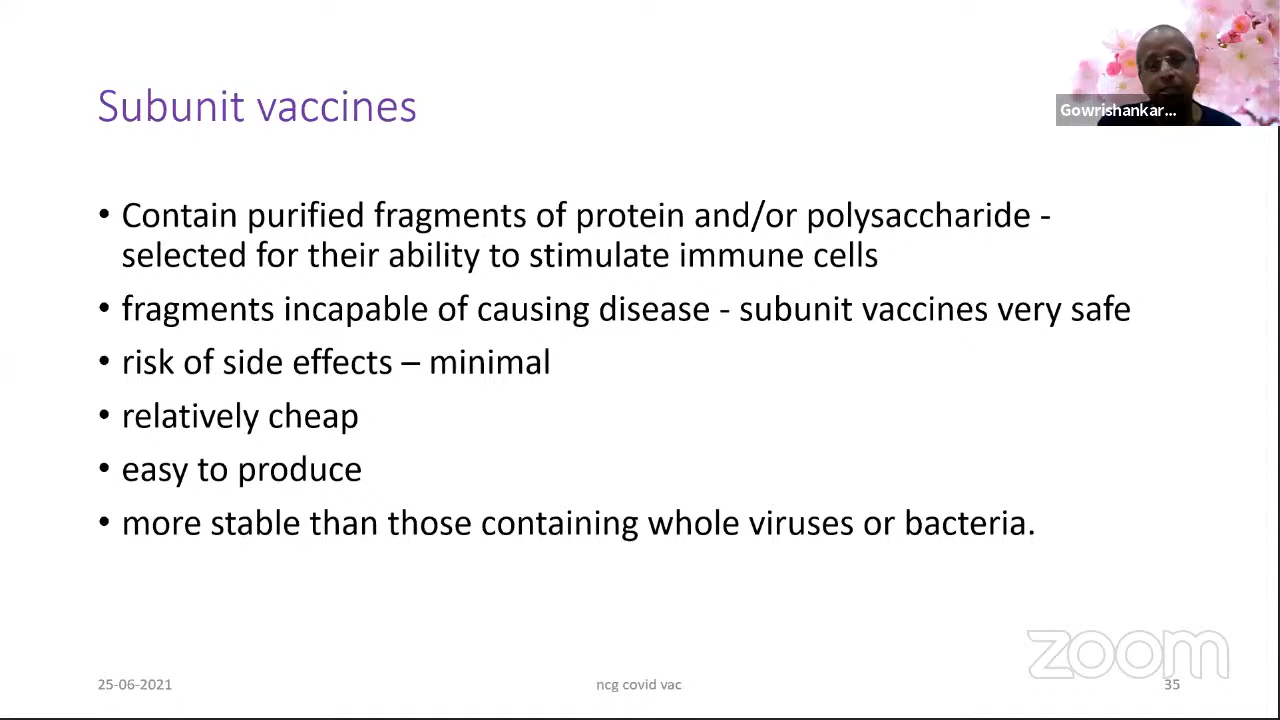 Subunit vaccines
Gowrishankar...
• Contain purified fragments of protein and/or polysaccharide -
selected for their ability to stimulate immune cells
• fragments incapable of causing disease - subunit vaccines very safe
• risk of side effects – minimal
• relatively cheap
• easy to produce
• more stable than those containing whole viruses or bacteria.
zoom
25-06-2021
ncg covid vac
35